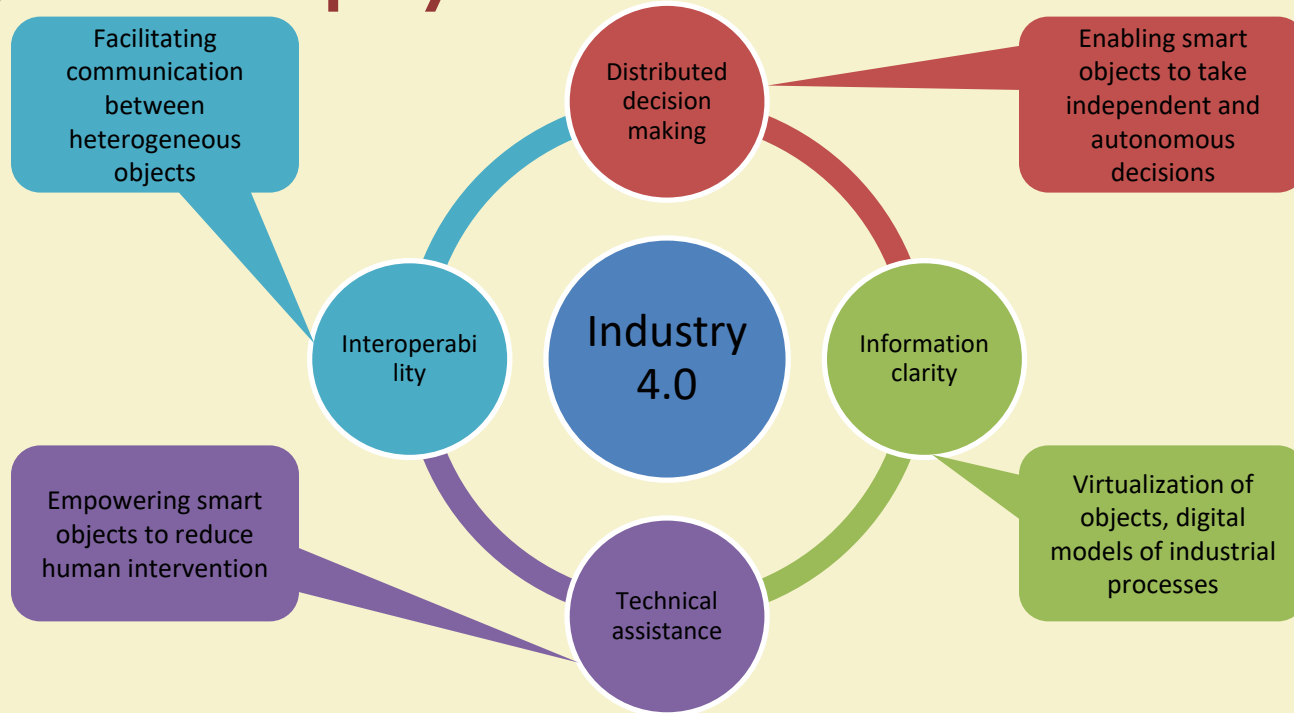 Facilitating
communication
between
heterogeneous
objects
Distributed
decision
making
Enabling smart
objects to take
independent and
autonomous
decisions
Interoperabi
lity
Industry
4.0
Information
clarity
Empowering smart
objects to reduce
human intervention
Technical
assistance
Virtualization of
objects, digital
models of industrial
processes